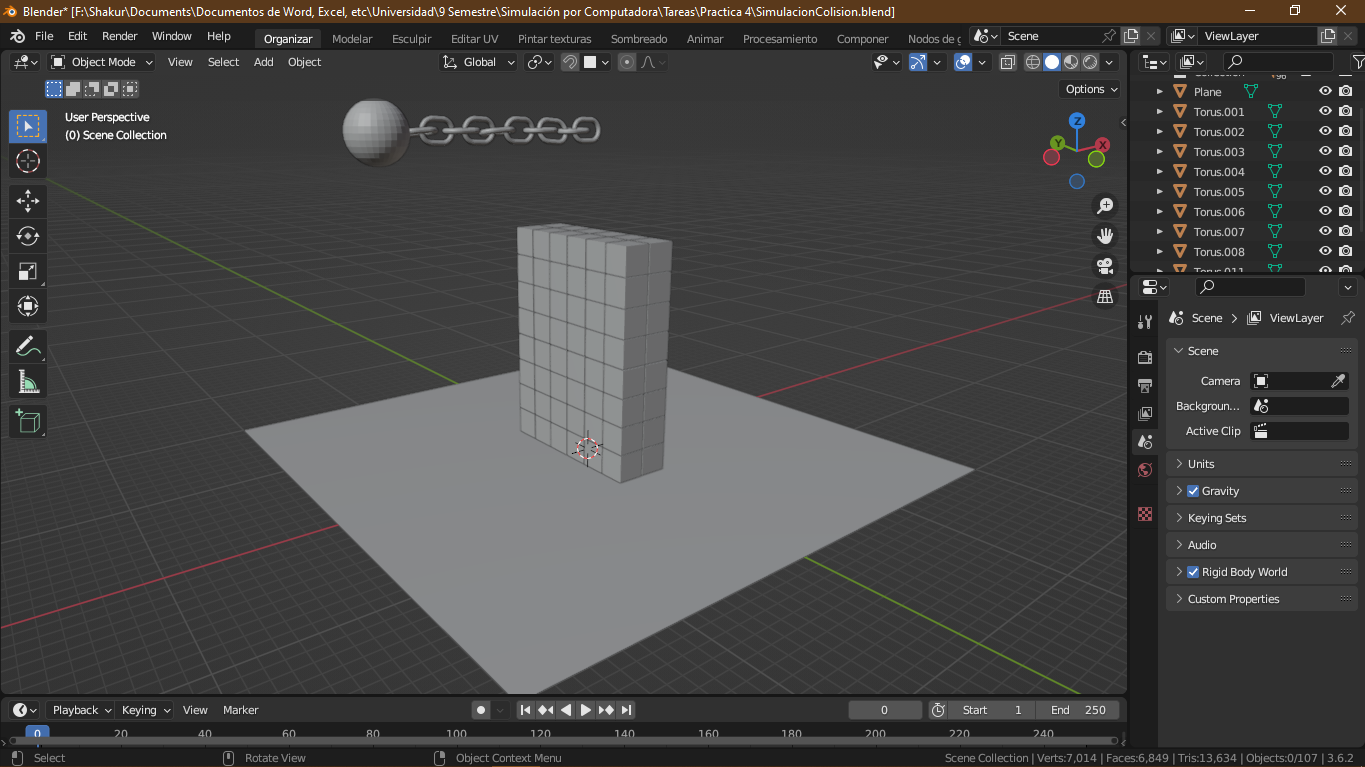 Blender* [F:\Shakur\Documents\Documentos de Word, Excel, etc\Universidad\9 Semestre\Simulación por Computadora\Tareas\Practica 4\SimulacionColision.blend]
File Edit Render Window Help Organizar Modelar Esculpir Editar UV Pintar texturas Sombreado Animar Procesamiento Componer Nodos de g Scene ViewLayer
Object Mode View Select Add Object Global
Options
User Perspective
(0) Scene Collection
Z
Y
X
Plane
Torus.001
Torus.002
Torus.003
Torus.004
Torus.005
Torus.006
Torus.007
Torus.008
Torus.011
Scene > ViewLayer
Scene
Camera
Backgroun...
Active Clip
Units
Gravity
Keying Sets
Audio
Rigid Body World
Custom Properties
Playback Keying View Marker 0 Start 1 End 250
0 20 40 60 80 100 120 140 160 180 200 220 240
Select Rotate View Object Context Menu Scene Collection | Verts:7,014 | Faces:6,849 | Tris:13,634 | Objects:0/107 | 3.6.2